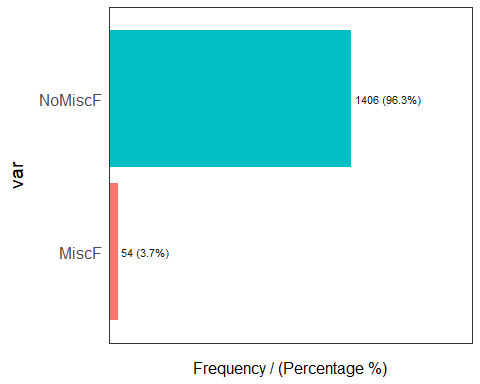 NoMiscF
1406 (96.3%)
var
MiscF
54 (3.7%)
Frequency / (Percentage %)